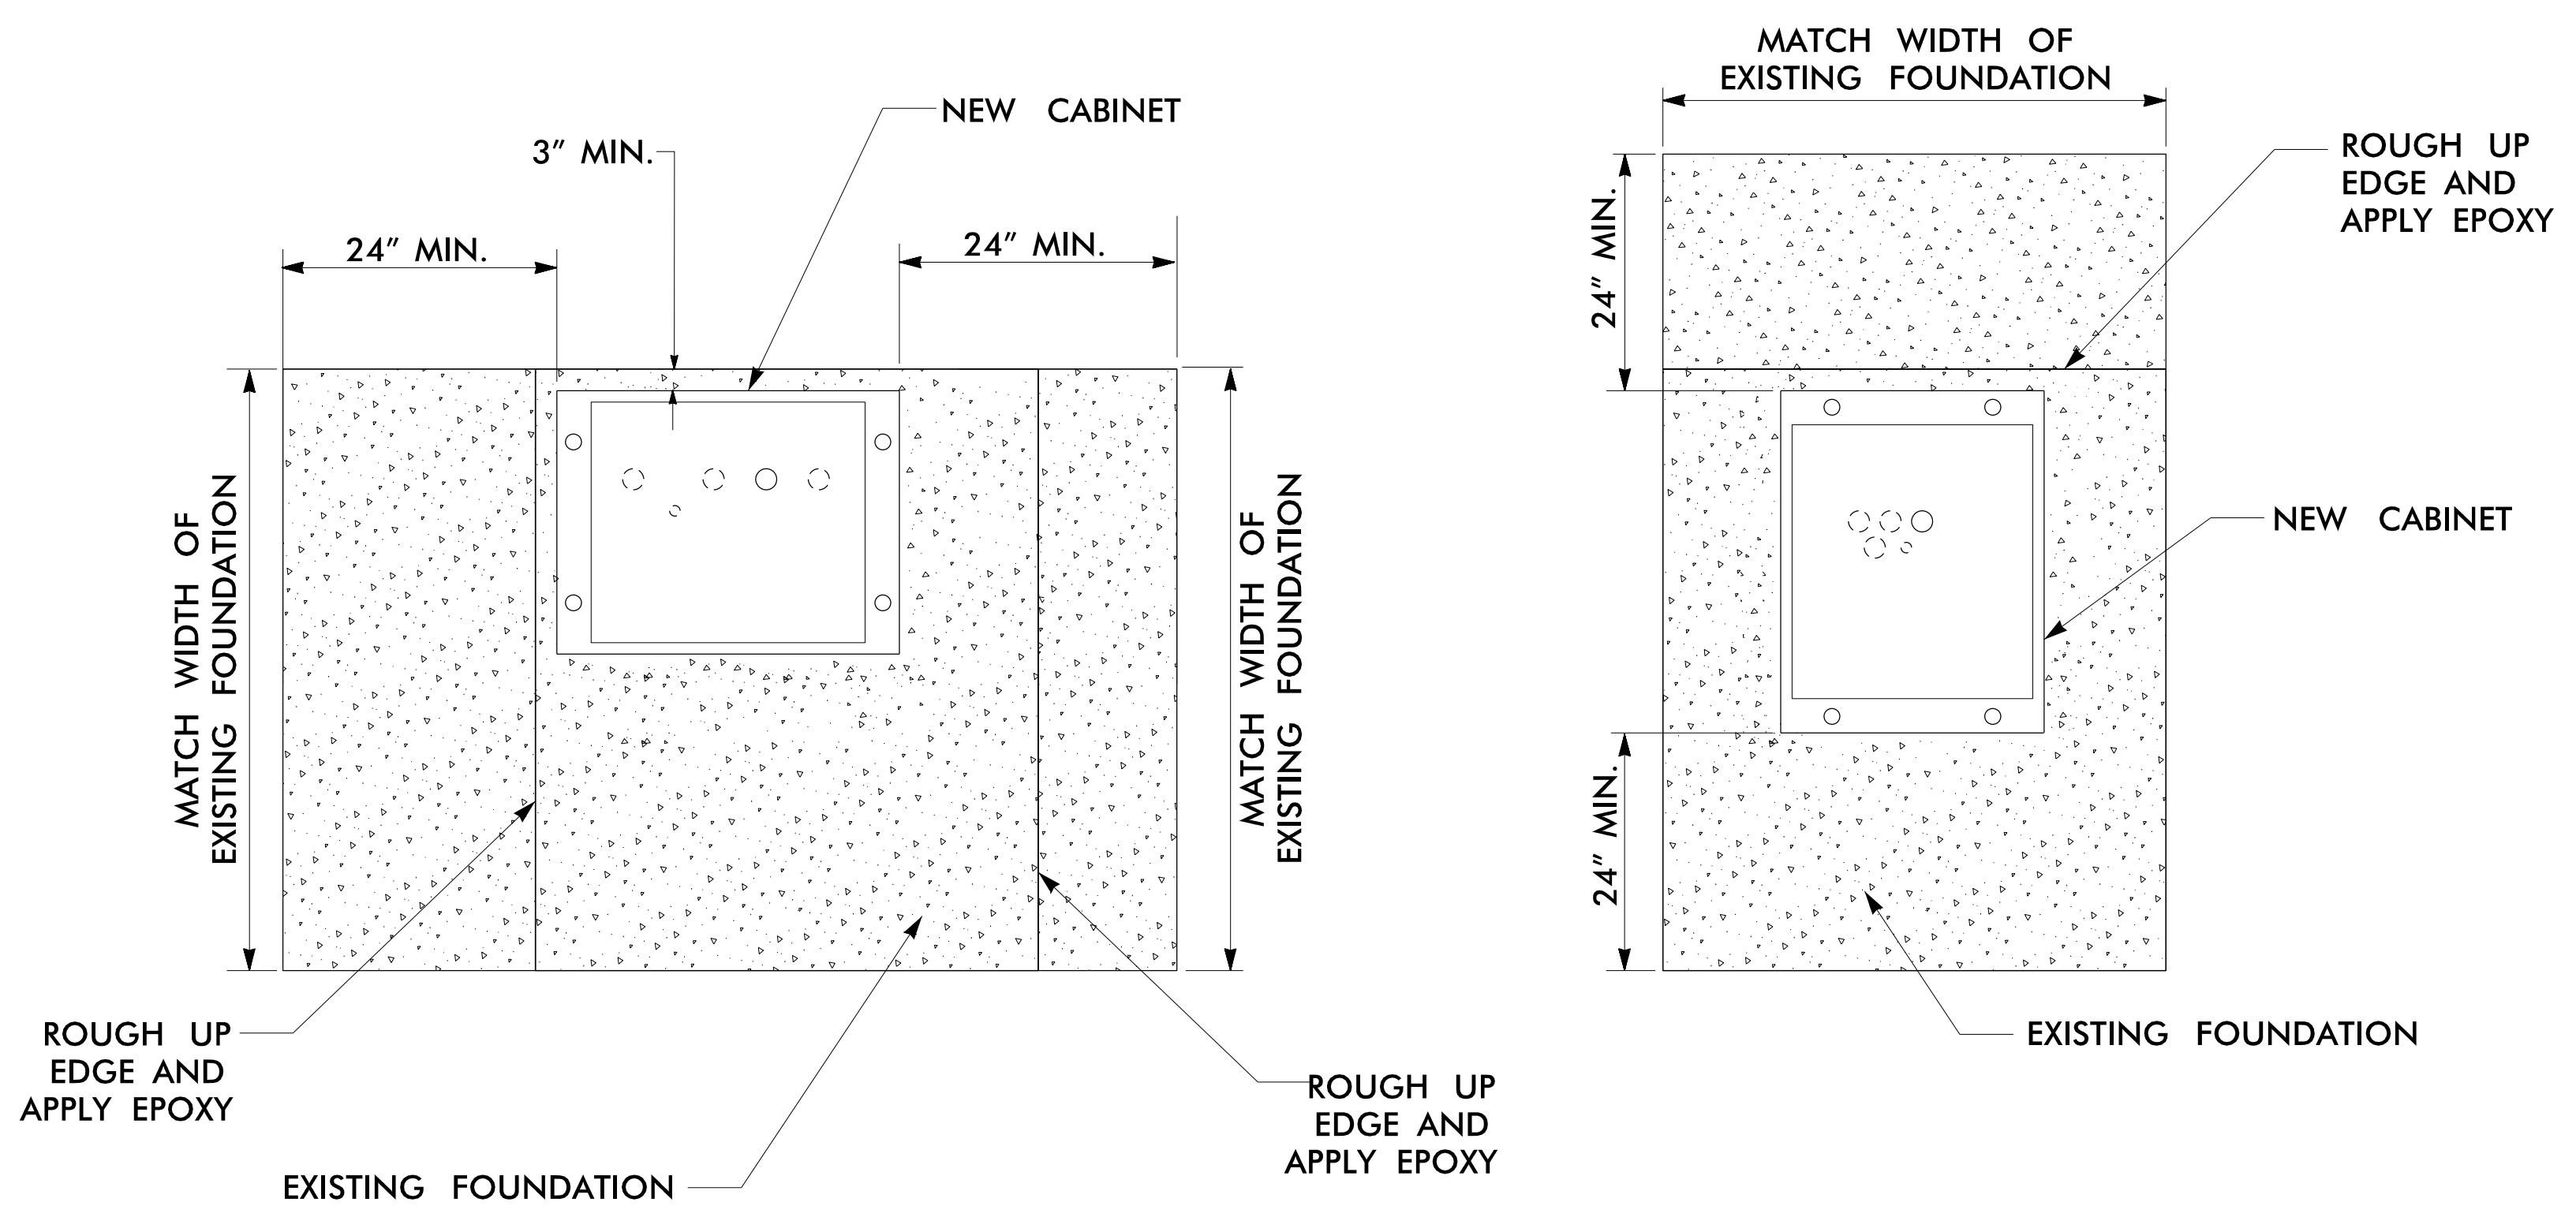 NEW CABINET
3" MIN.
24" MIN.
24" MIN.
MATCH WIDTH OF
EXISTING FOUNDATION
MATCH WIDTH OF
EXISTING FOUNDATION
ROUGH UP
EDGE AND
APPLY EPOXY
ROUGH UP
EDGE AND
APPLY EPOXY
EXISTING FOUNDATION
MATCH WIDTH OF
EXISTING FOUNDATION
ROUGH UP
EDGE AND
APPLY EPOXY
24" MIN.
NEW CABINET
24" MIN.
EXISTING FOUNDATION